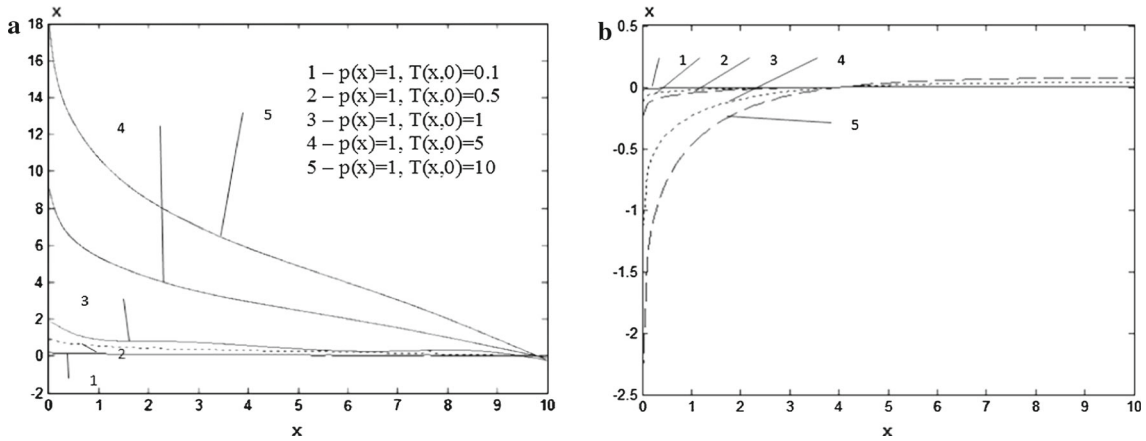 a
x
18
16
14
12
10
8
6
4
2
0
-2
1 – p(x)=1, T(x,0)=0.1
2 – p(x)=1, T(x,0)=0.5
3 – p(x)=1, T(x,0)=1
4 – p(x)=1, T(x,0)=5
5 – p(x)=1, T(x,0)=10
4
5
3
2
1
0 1 2 3 4 5 6 7 8 9 10
x
b
x
0.5
0
-0.5
-1
-1.5
-2
-2.5
1 2 3 4
5
0 1 2 3 4 5 6 7 8 9 10
x